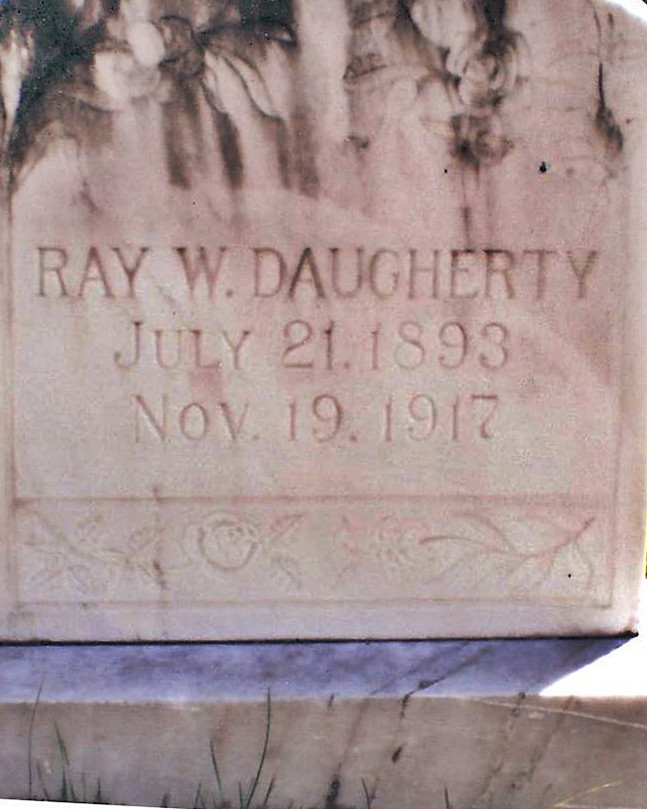 RAY W. DAUGHERTY
JULY 21. 1893
NOV. 19. 1917